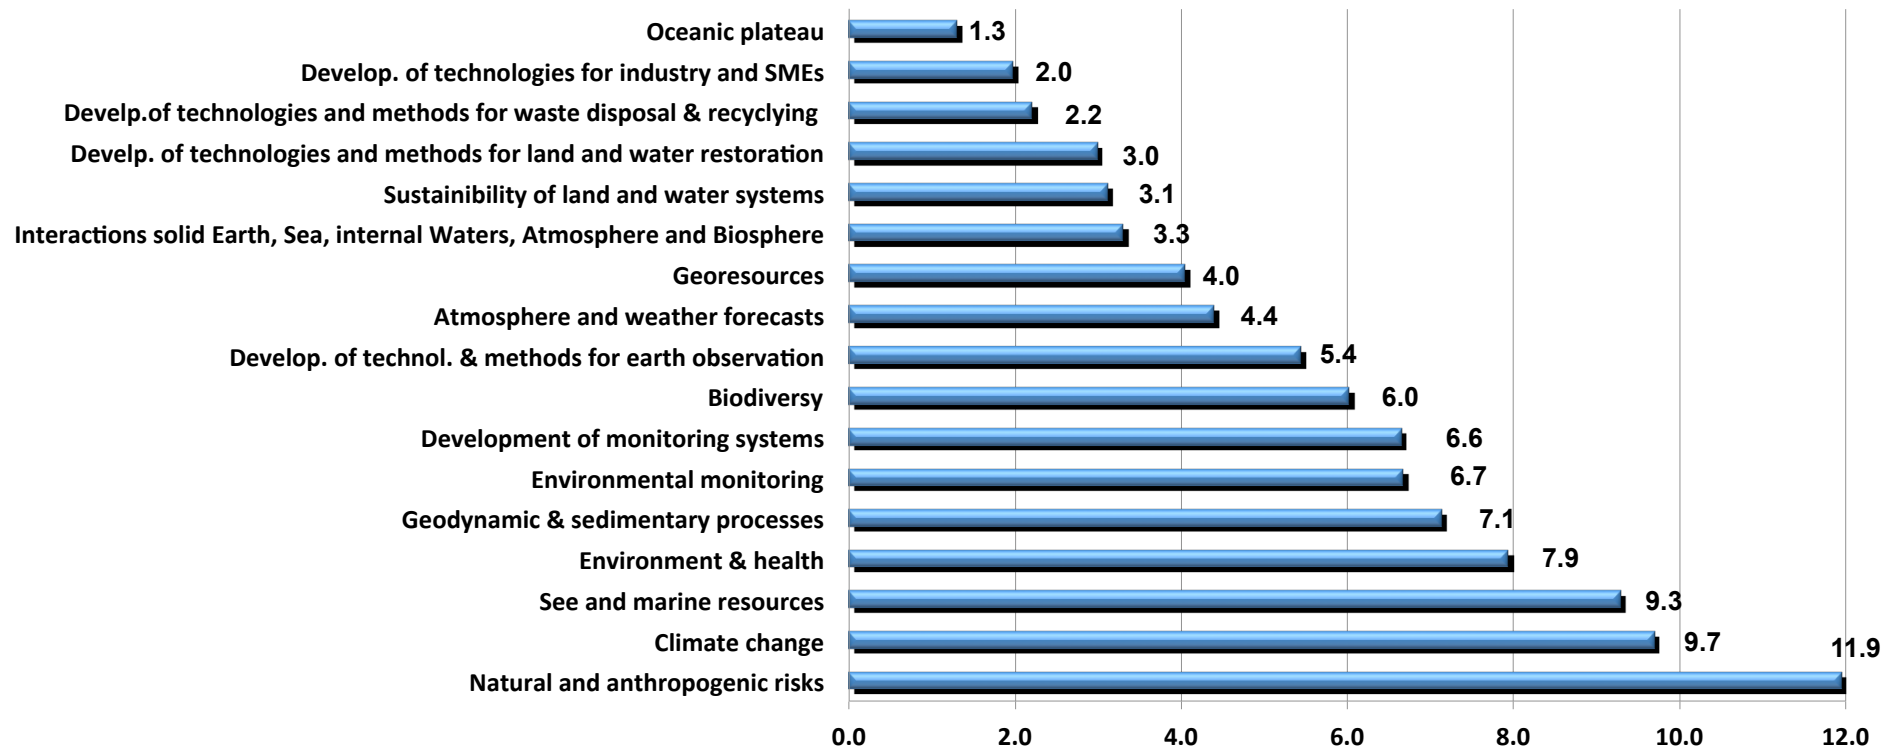 Oceanic plateau 1.3
Develop. of technologies for industry and SMEs 2.0
Develp.of technologies and methods for waste disposal & recyclying 2.2
Develp. of technologies and methods for land and water restoration 3.0
Sustainibility of land and water systems 3.1
Interactions solid Earth, Sea, internal Waters, Atmosphere and Biosphere 3.3
Georesources 4.0
Atmosphere and weather forecasts 4.4
Develop. of technol. & methods for earth observation 5.4
Biodiversy 6.0
Development of monitoring systems 6.6
Environmental monitoring 6.7
Geodynamic & sedimentary processes 7.1
Environment & health 7.9
See and marine resources 9.3
Climate change 9.7
Natural and anthropogenic risks 11.9
0.0 2.0 4.0 6.0 8.0 10.0 12.0